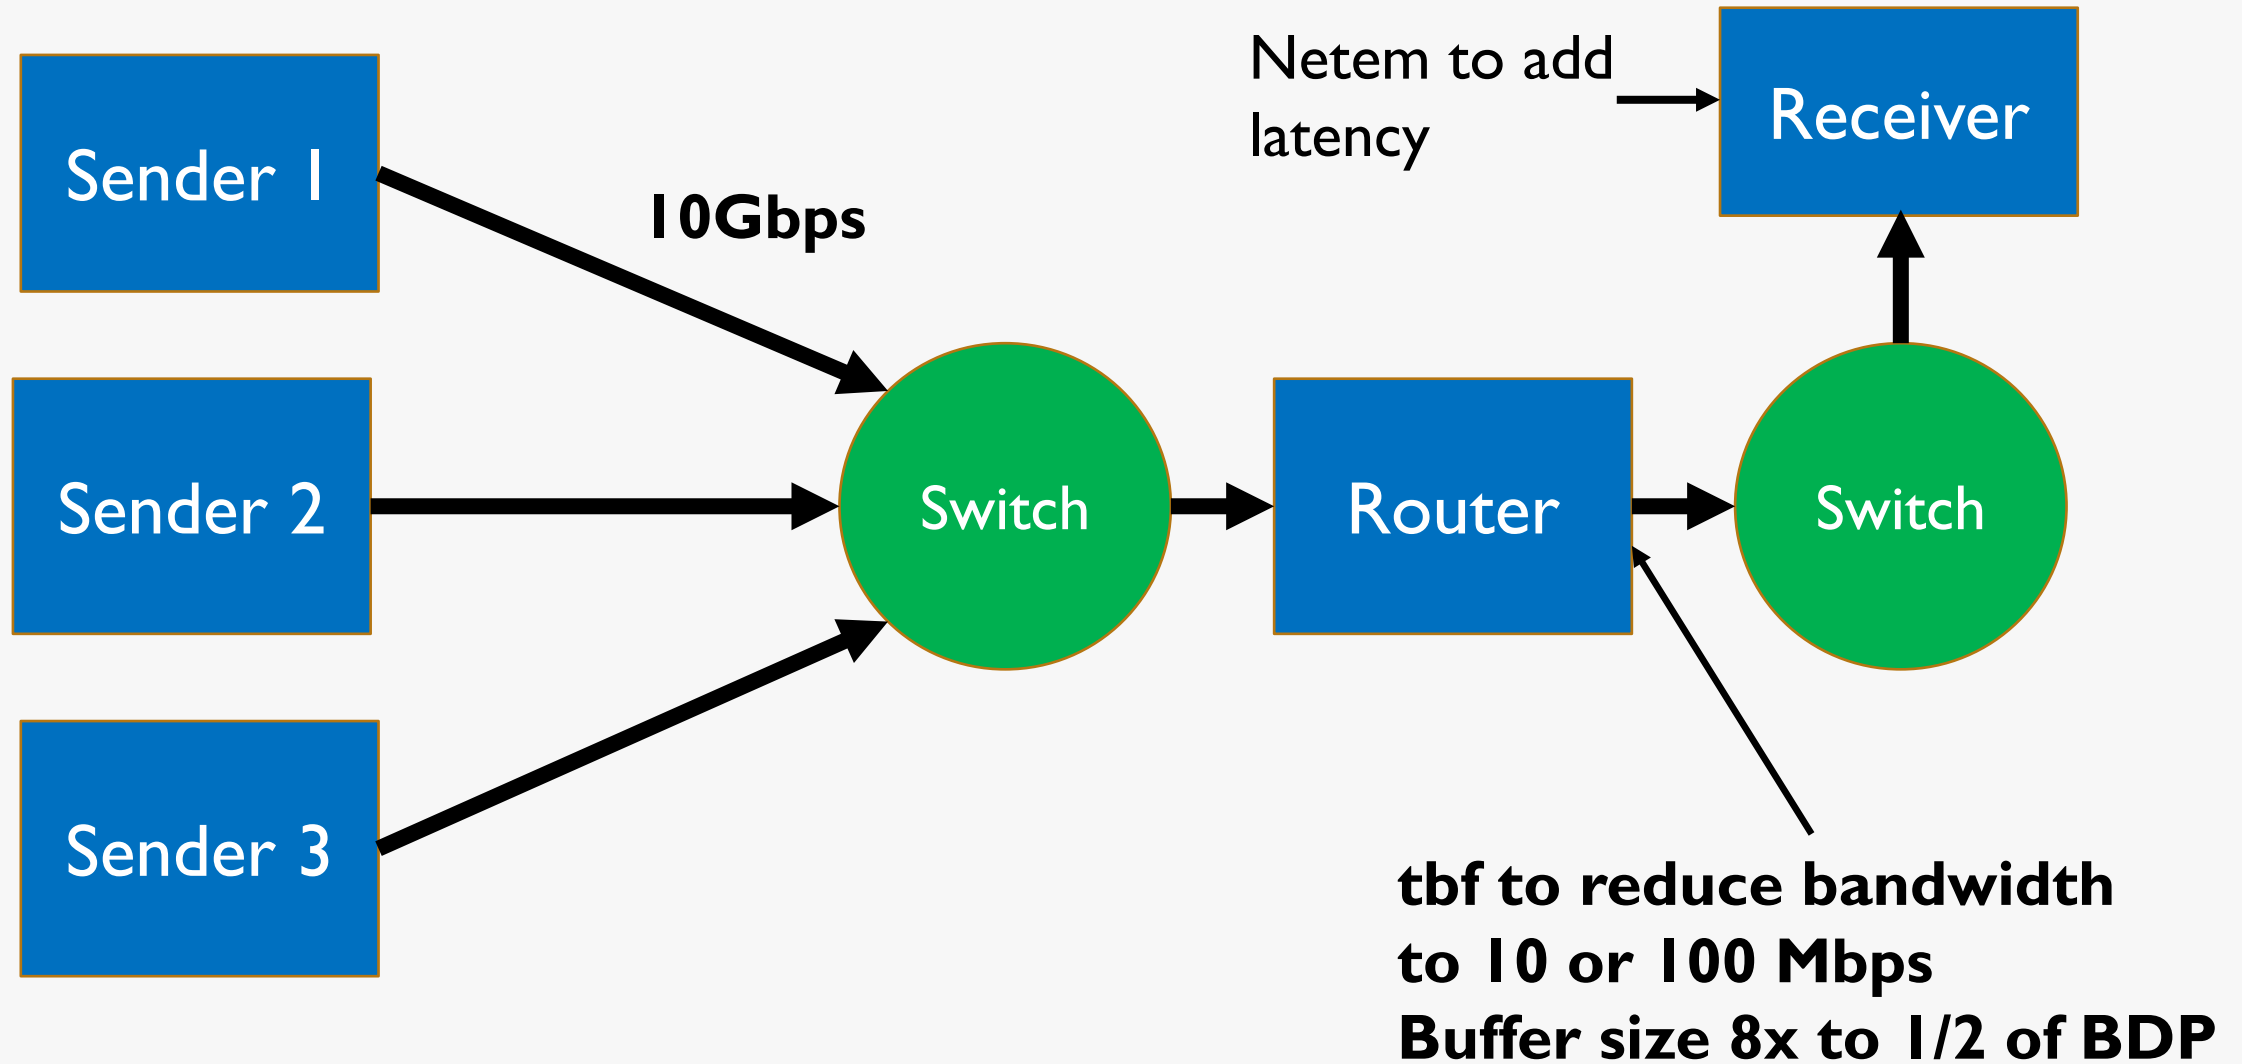 Sender 1
10Gbps
Netem to add
latency
Receiver
Sender 2
Switch
Router
Switch
Sender 3
tbf to reduce bandwidth
to 10 or 100 Mbps
Buffer size 8x to 1/2 of BDP